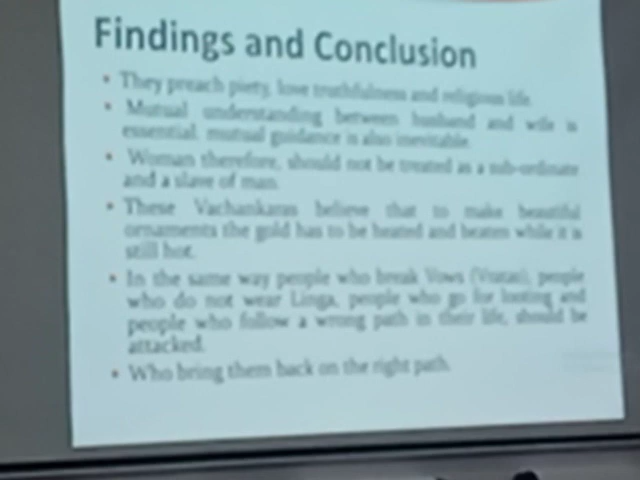 Findings and Conclusion
• They preach piety, love truthfulness and religious life.
• Mutual understanding between husband and wife is
essential. mutual guidance is also inevitable.
• Woman therefore, should not be treated as a sub-ordinate
and a slave of man.
• These Vachankaras believe that to make beautiful
ornaments the gold has to be heated and beaten while it is
still hot.
• In the same way people who break Vows (Vratas), people
who do not wear Linga, people who go for looting and
people who follow a wrong path in their life, should be
attacked.
• Who bring them back on the right path.